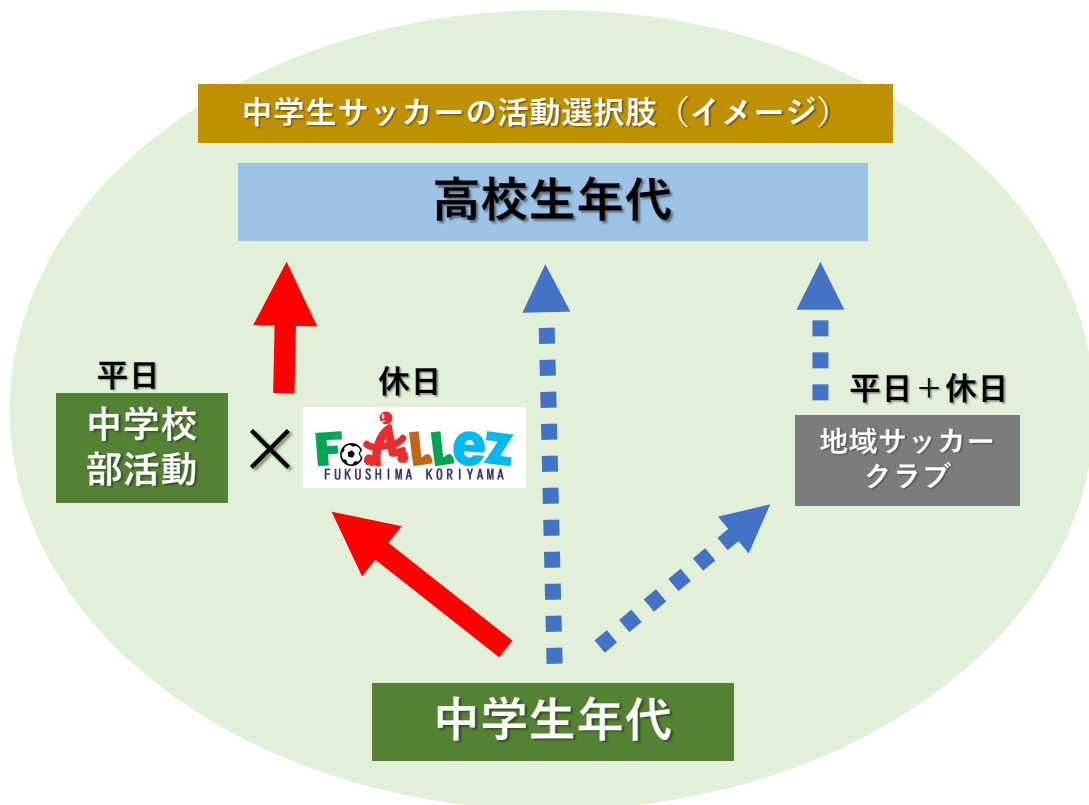 中学生サッカーの活動選択肢（イメージ）
高校生年代
平日
中学校
部活動
×
休日
FcALLez
FUKUSHIMA KORIYAMA
平日＋休日
地域サッカー
クラブ
中学生年代